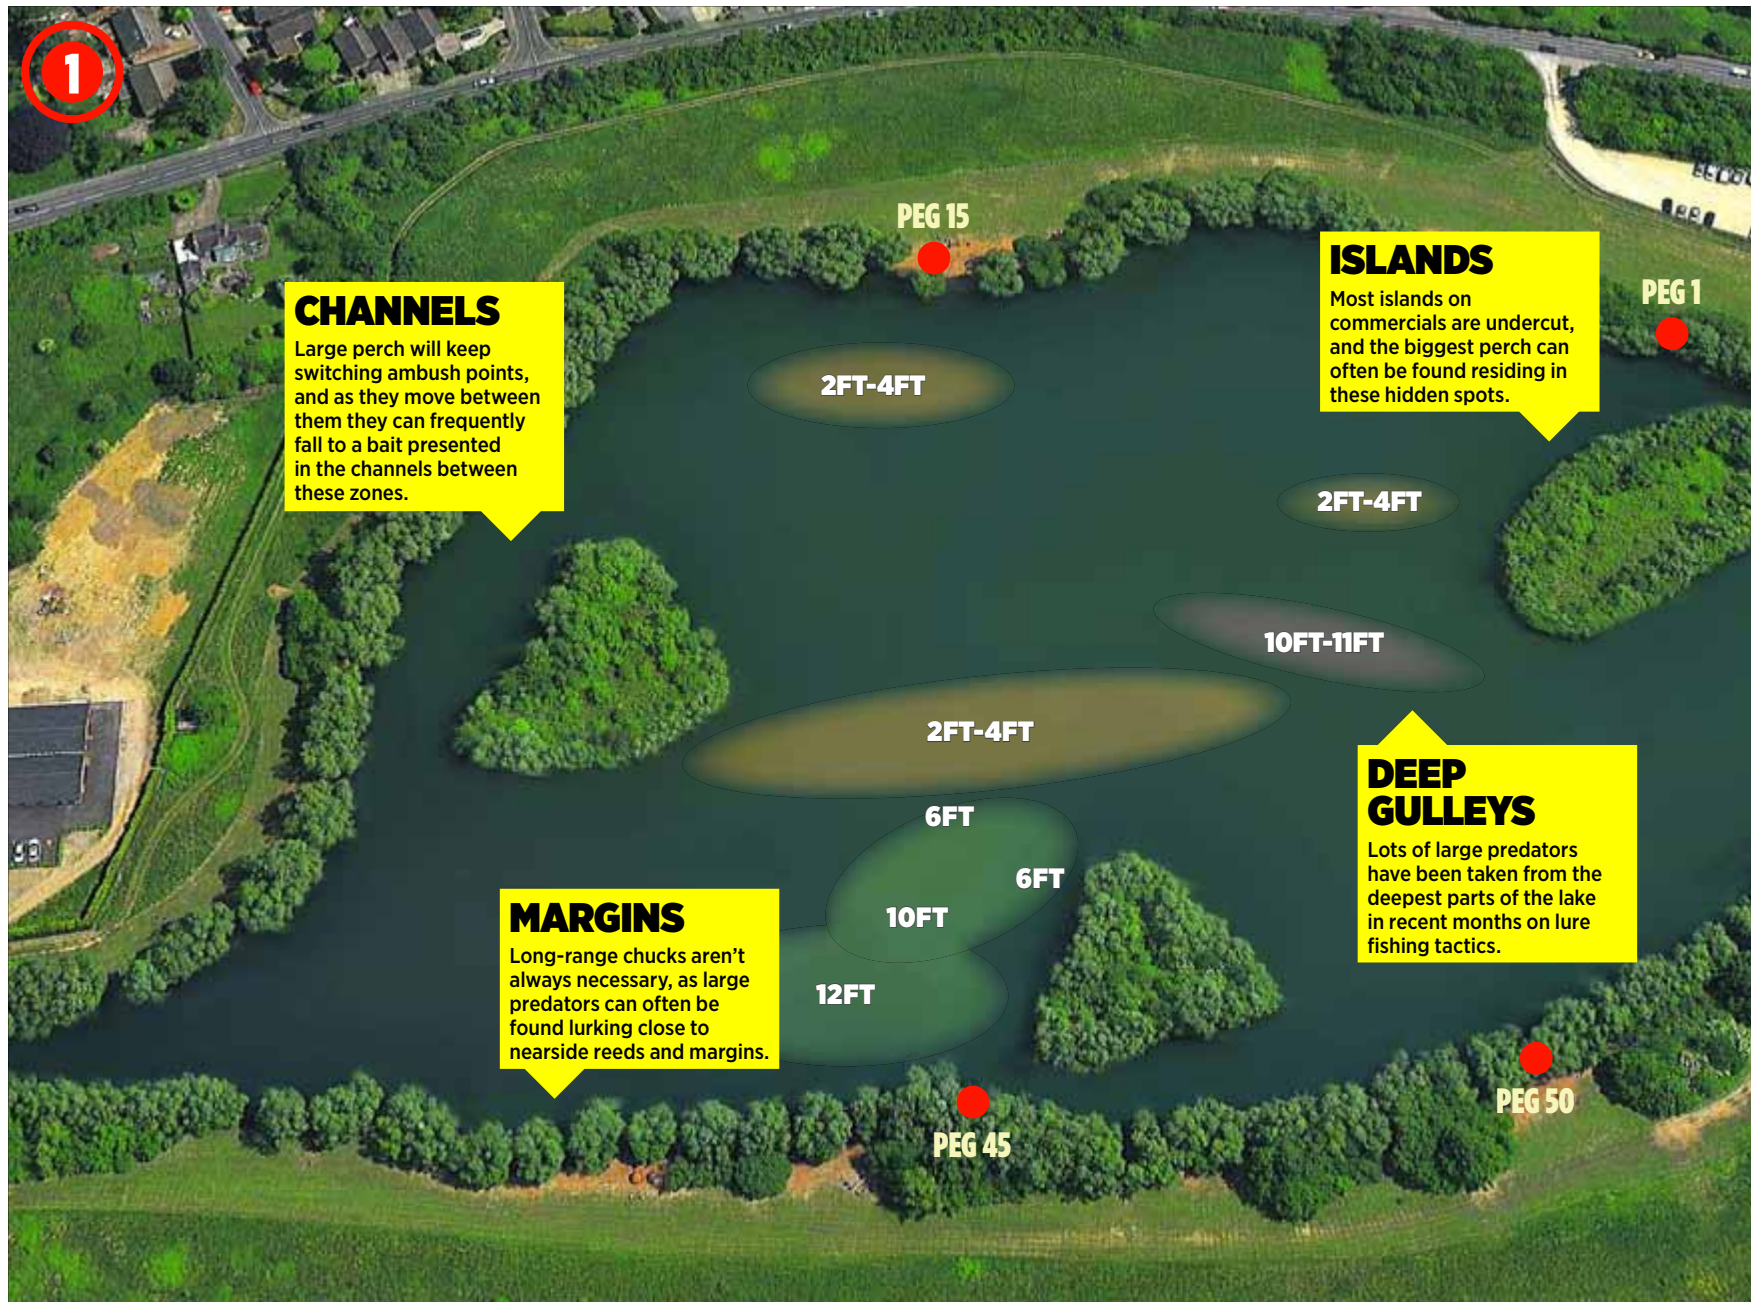 1
PEG 15
ISLANDS
Most islands on
commercials are undercut,
and the biggest perch can
often be found residing in
these hidden spots.
PEG 1
CHANNELS
Large perch will keep
switching ambush points,
and as they move between
them they can frequently
fall to a bait presented
in the channels between
these zones.
2FT-4FT
2FT-4FT
10FT-11FT
2FT-4FT
6FT
6FT
10FT
12FT
DEEP
GULLEYS
Lots of large predators
have been taken from the
deepest parts of the lake
in recent months on lure
fishing tactics.
MARGINS
Long-range chucks aren't
always necessary, as large
predators can often be
found lurking close to
nearside reeds and margins.
PEG 50
PEG 45